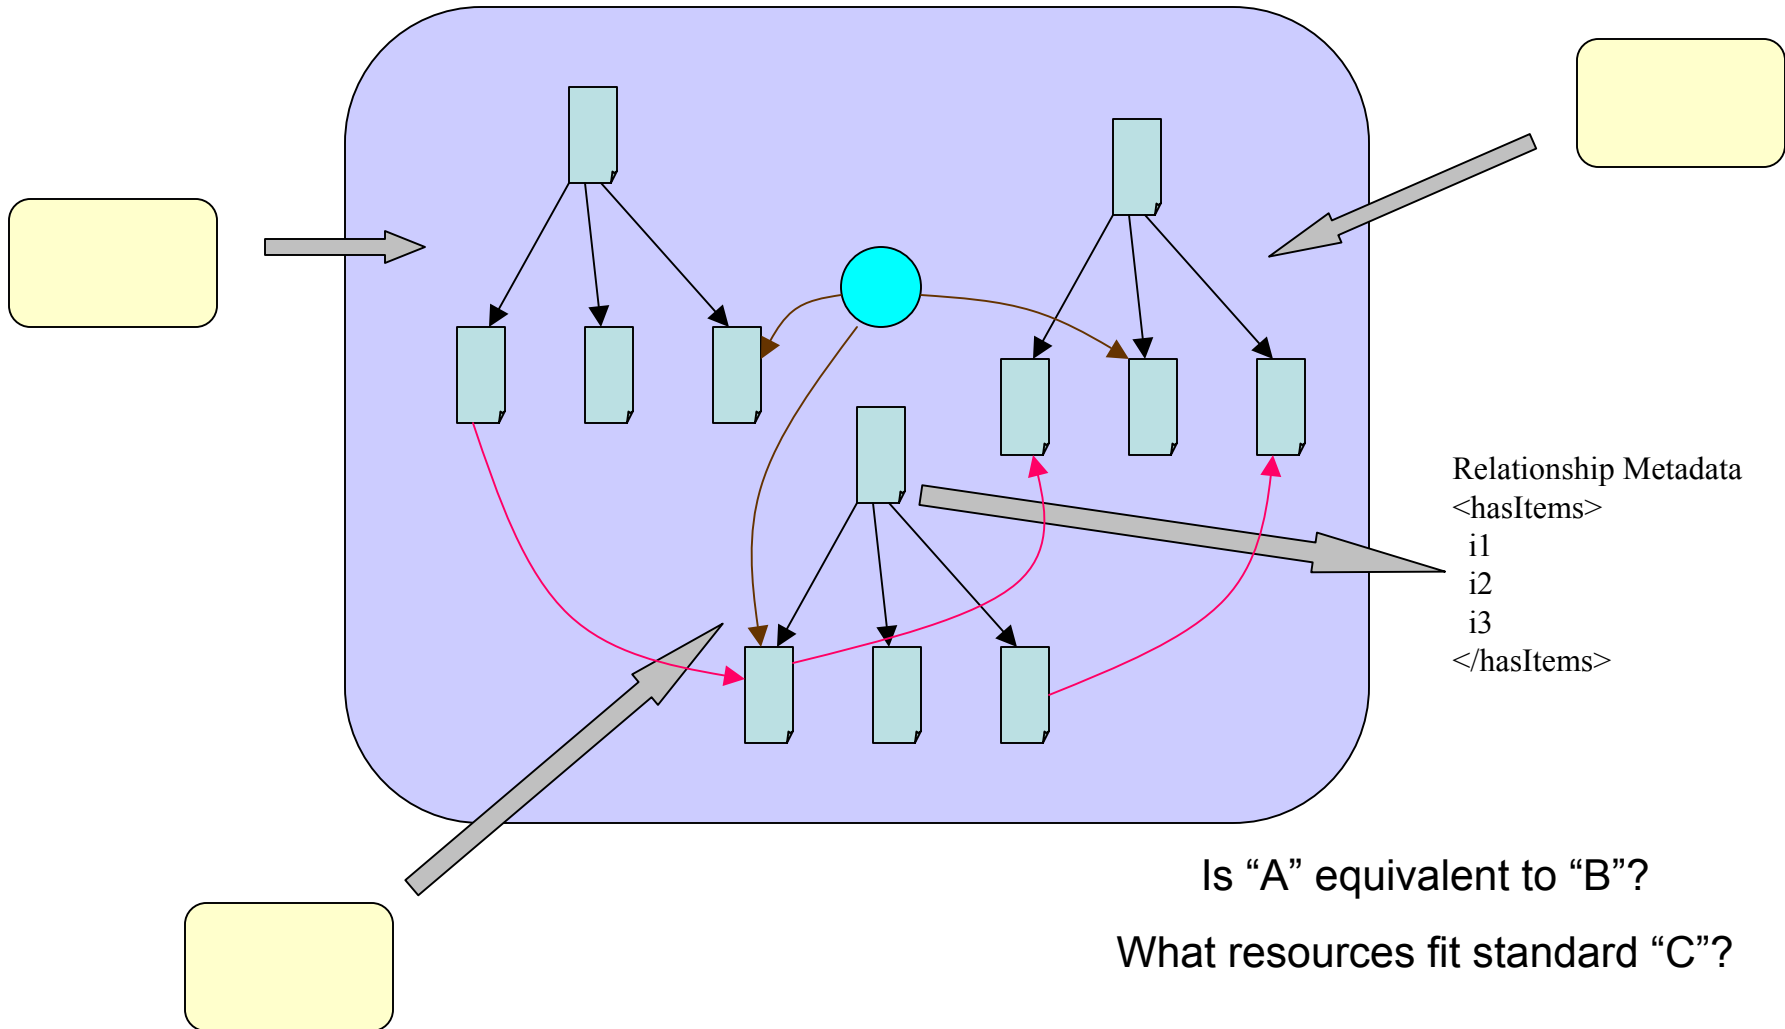 Relationship Metadata
<hasItems>
i1
i2
i3
</hasItems>
Is “A” equivalent to “B”?
What resources fit standard “C”?